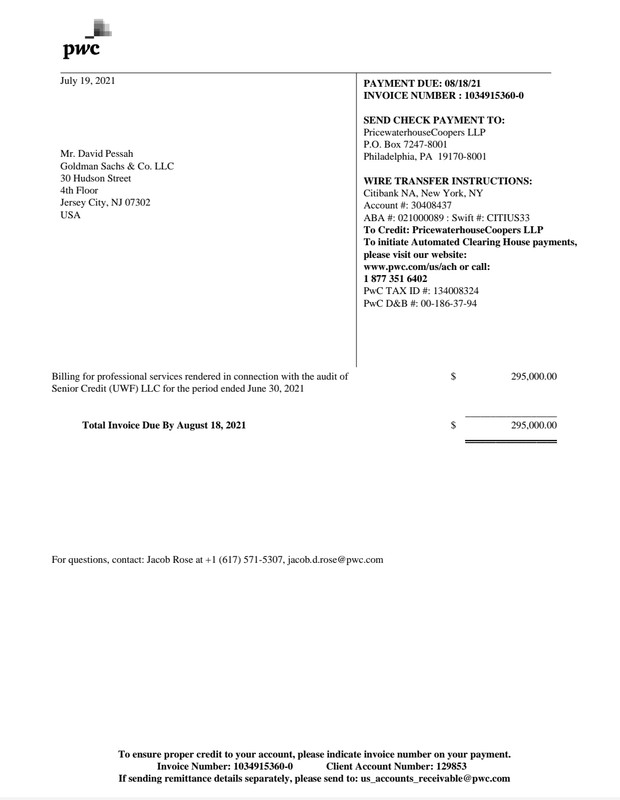 pwc
July 19, 2021
Mr. David Pessah
Goldman Sachs & Co. LLC
30 Hudson Street
4th Floor
Jersey City, NJ 07302
USA
PAYMENT DUE: 08/18/21
INVOICE NUMBER : 1034915360-0
SEND CHECK PAYMENT TO:
PricewaterhouseCoopers LLP
P.O. Box 7247-8001
Philadelphia, PA 19170-8001
WIRE TRANSFER INSTRUCTIONS:
Citibank NA, New York, NY
Account #: 30408437
ABA #: 021000089 : Swift #: CITIUS33
To Credit: PricewaterhouseCoopers LLP
To initiate Automated Clearing House payments,
please visit our website:
www.pwc.com/us/ach or call:
1 877 351 6402
PwC TAX ID #: 134008324
PwC D&B #: 00-186-37-94
Billing for professional services rendered in connection with the audit of $ 295,000.00
Senior Credit (UWF) LLC for the period ended June 30, 2021
Total Invoice Due By August 18, 2021 $ 295,000.00
For questions, contact: Jacob Rose at +1 (617) 571-5307, jacob.d.rose@pwc.com
To ensure proper credit to your account, please indicate invoice number on your payment.
Invoice Number: 1034915360-0 Client Account Number: 129853
If sending remittance details separately, please send to: us_accounts_receivable@pwc.com